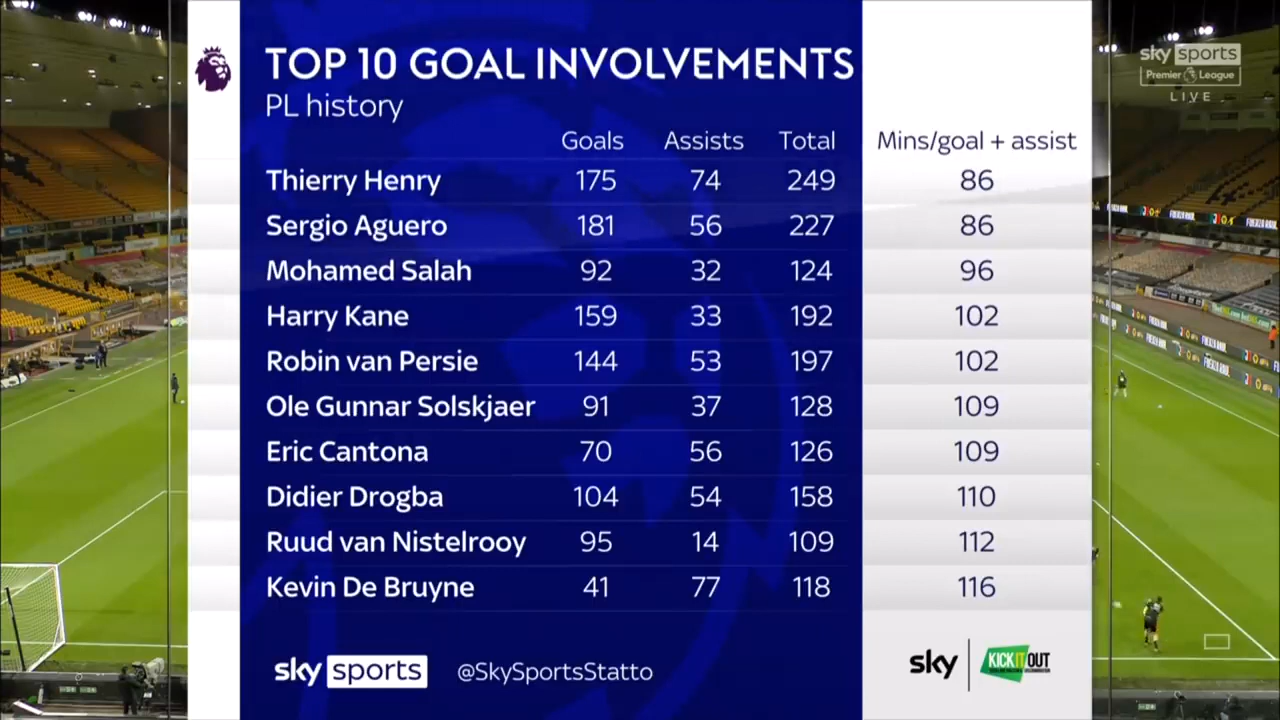 TOP 10 GOAL INVOLVEMENTS
PL history
Goals Assists Total Mins/goal + assist
Thierry Henry 175 74 249 86
Sergio Aguero 181 56 227 86
Mohamed Salah 92 32 124 96
Harry Kane 159 33 192 102
Robin van Persie 144 53 197 102
Ole Gunnar Solskjaer 91 37 128 109
Eric Cantona 70 56 126 109
Didier Drogba 104 54 158 110
Ruud van Nistelrooy 95 14 109 112
Kevin De Bruyne 41 77 118 116
sky sports @SkySportsStatto
sky KICK IT OUT
sky sports
Premier League
LIVE